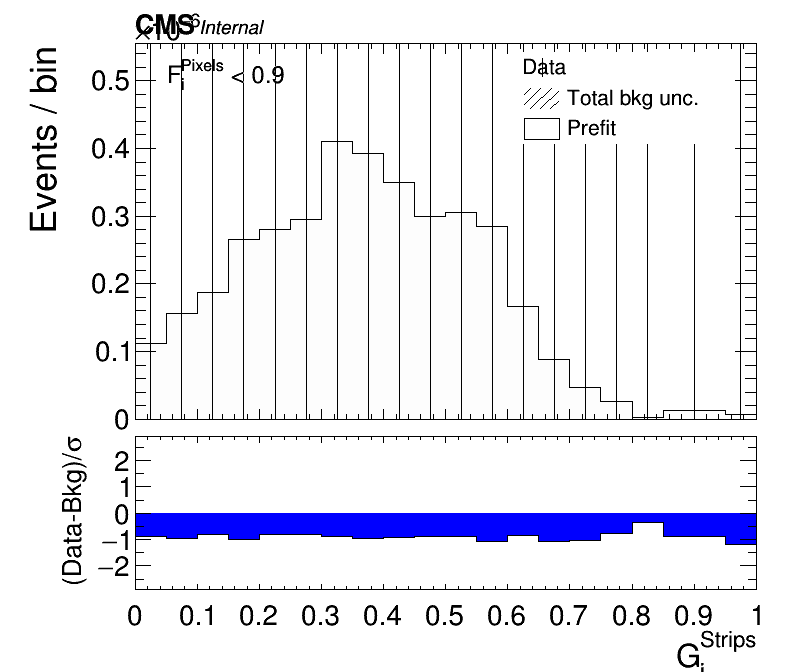 CMS Internal
×10⁻⁶
F_i^Pixels < 0.9
Data
Total bkg unc.
Prefit
Events / bin
0.5
0.4
0.3
0.2
0.1
0
(Data-Bkg)/σ
2
1
0
−1
−2
0 0.1 0.2 0.3 0.4 0.5 0.6 0.7 0.8 0.9 1
G_i^Strips